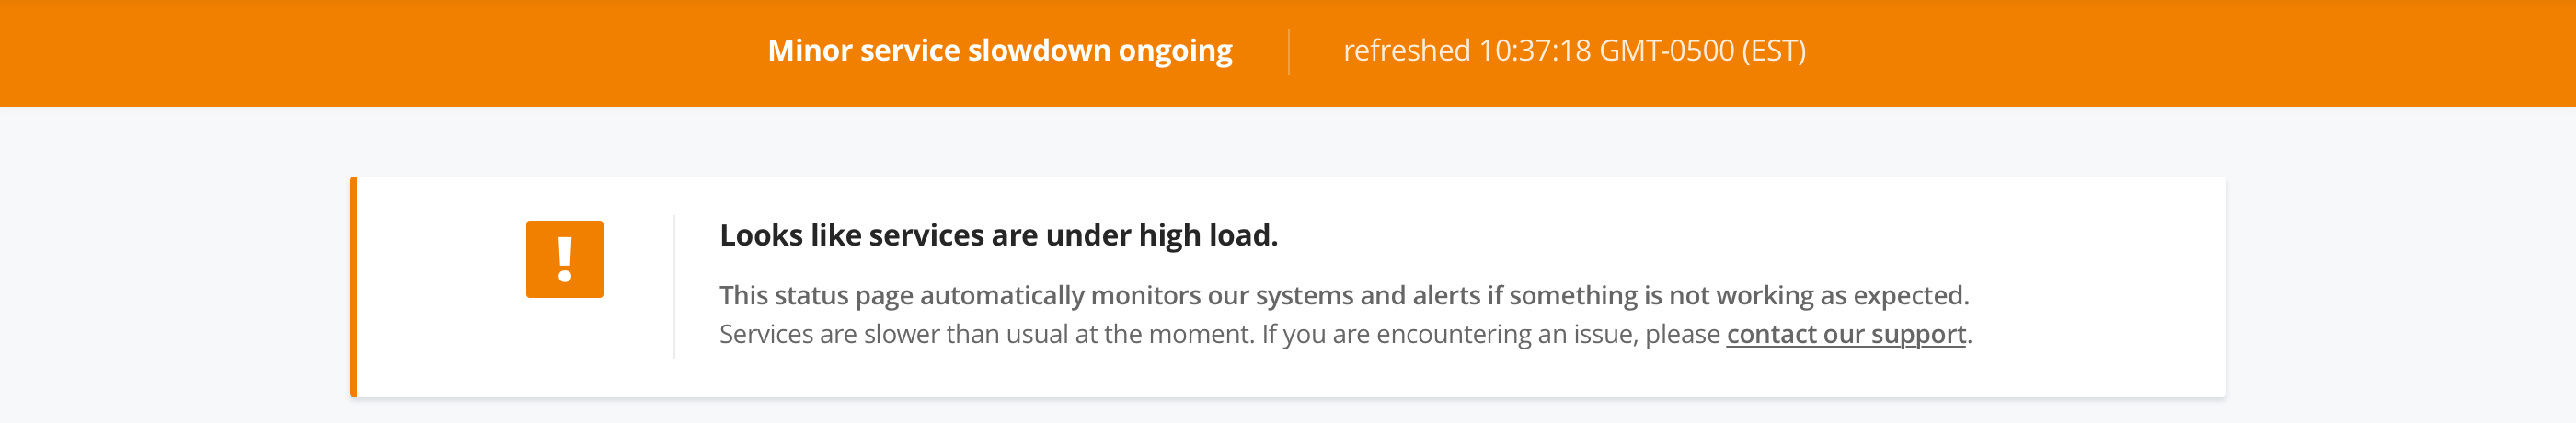 Minor service slowdown ongoing
refreshed 10:37:18 GMT-0500 (EST)
!
Looks like services are under high load.
This status page automatically monitors our systems and alerts if something is not working as expected.
Services are slower than usual at the moment. If you are encountering an issue, please contact our support.